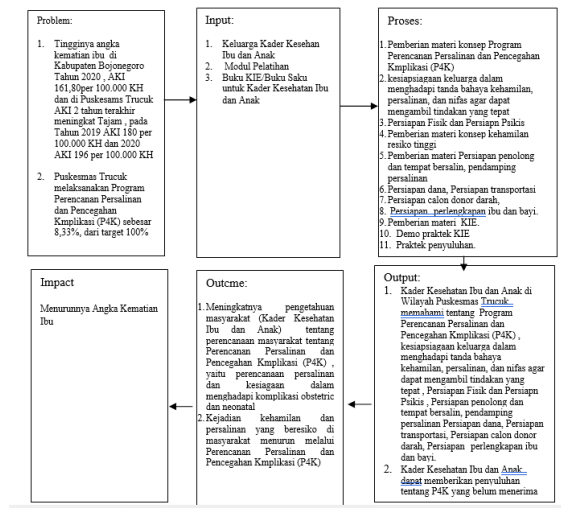 Problem:
1. Tingginya angka
kematian ibu di
Kabupaten Bojonegoro
Tahun 2020 , AKI
161,80per 100.000 KH
dan di Puskesams Trucuk
AKI 2 tahun terakhir
meningkat Tajam , pada
Tahun 2019 AKI 180 per
100.000 KH dan 2020
AKI 196 per 100.000 KH
2. Puskesmas Trucuk
melaksanakan Program
Perencanan Persalinan
dan Pencegahan
Kmplikasi (P4K) sebesar
8,33%, dari target 100%
Input:
1. Keluarga Kader Kesehan
Ibu dan Anak
2. Modul Pelatihan
3. Buku KIE/Buku Saku
untuk Kader Kesehatan Ibu
dan Anak
Proses:
1. Pemberian materi konsep Program
Perencanan Persalinan dan Pencegahan
Kmplikasi (P4K)
2. kesiapsiagaan keluarga dalam
menghadapi tanda bahaya kehamilan,
persalinan, dan nifas agar dapat
mengambil tindakan yang tepat
3. Persiapan Fisik dan Persiapn Psikis
4. Pemberian materi konsep kehamilan
resiko tinggi
5. Pemberian materi Persiapan penolong
dan tempat bersalin, pendamping
persalinan
6. Persiapan dana, Persiapan transportasi
7. Persiapan calon donor darah,
8. Persiapan perlengkapan ibu dan bayi.
9. Pemberian materi KIE.
10. Demo praktek KIE
11. Praktek penyuluhan.
Impact
Menurunnya Angka Kematian
Ibu
Outcme:
1. Meningkatnya pengetahuan
masyarakat (Kader Kesehatan
Ibu dan Anak) tentang
perencanaan masyarakat tentang
Perencanan Persalinan dan
Pencegahan Kmplikasi (P4K) ,
yaitu perencanaan persalinan
dan kesiagaan dalam
menghadapi komplikasi obstetric
dan neonatal
2. Kejadian kehamilan dan
persalinan yang beresiko di
masyarakat menurun melalui
Perencanan Persalinan dan
Pencegahan Kmplikasi (P4K)
Output:
1. Kader Kesehatan Ibu dan Anak di
Wilayah Puskesmas Trucuk
memahami tentang Program
Perencanan Persalinan dan
Pencegahan Kmplikasi (P4K) ,
kesiapsiagaan keluarga dalam
menghadapi tanda bahaya
kehamilan, persalinan, dan nifas agar
dapat mengambil tindakan yang
tepat , Persiapan Fisik dan Persiapn
Psikis , Persiapan penolong dan
tempat bersalin, pendamping
persalinan Persiapan dana, Persiapan
transportasi, Persiapan calon donor
darah, Persiapan perlengkapan ibu
dan bayi.
2. Kader Kesehatan Ibu dan Anak
dapat memberikan penyuluhan
tentang P4K yang belum menerima